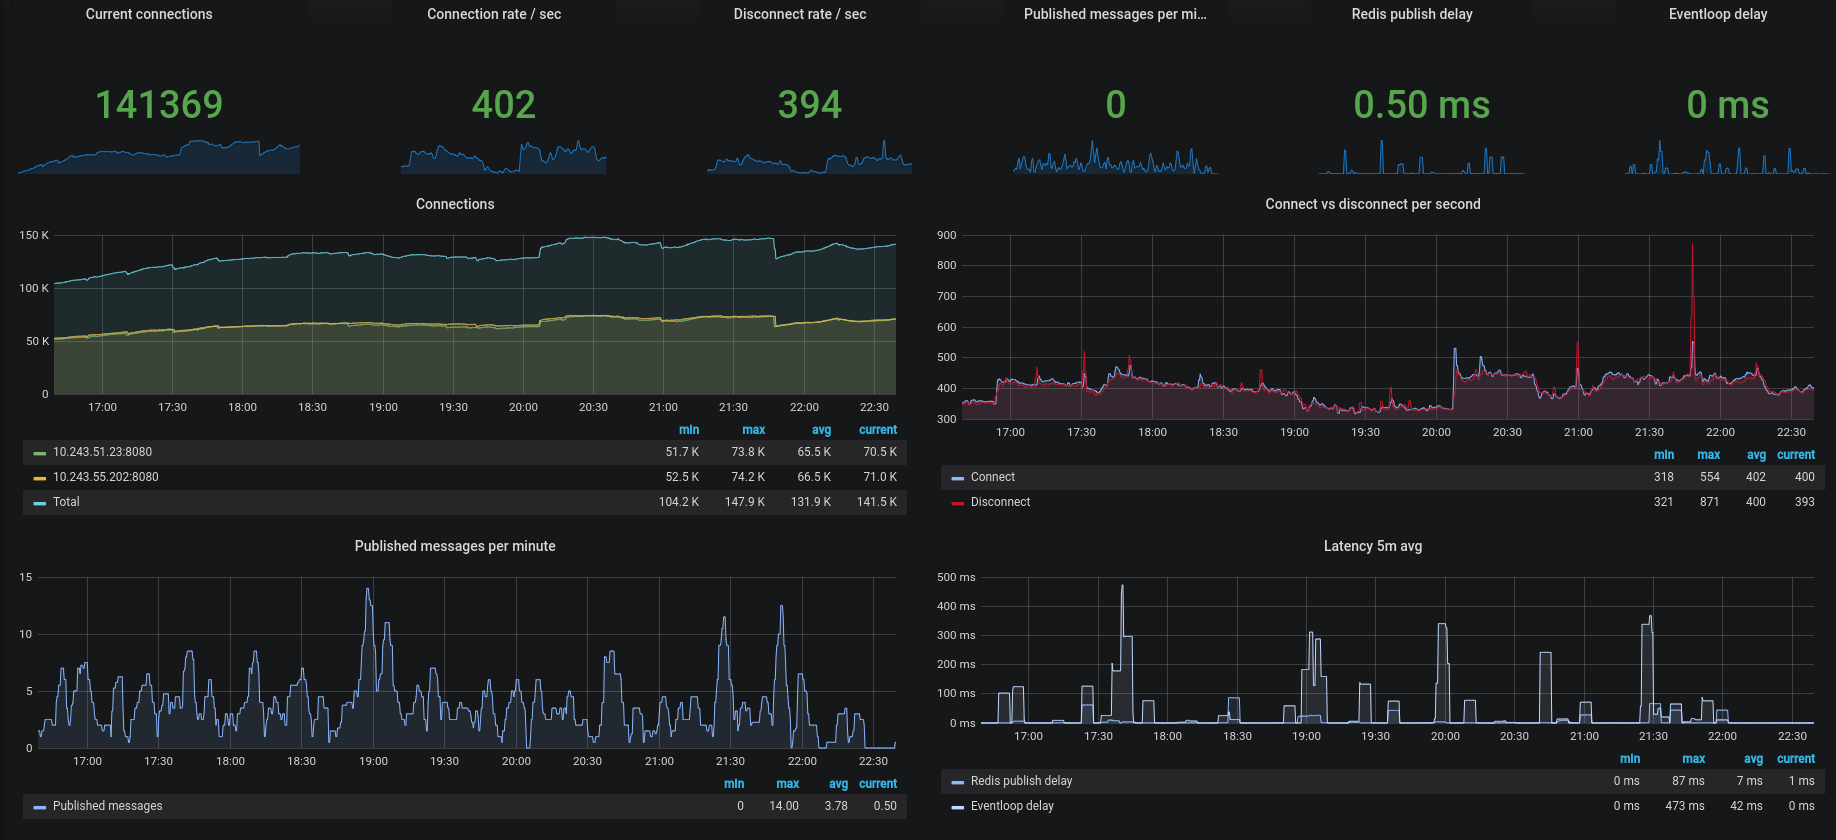 Current connections
Connection rate / sec
Disconnect rate / sec
Published messages per mi...
Redis publish delay
Eventloop delay
141369
402
394
0
0.50 ms
0 ms
Connections
150 K
100 K
50 K
0
17:00 17:30 18:00 18:30 19:00 19:30 20:00 20:30 21:00 21:30 22:00 22:30
min max avg current
10.243.51.23:8080 51.7 K 73.8 K 65.5 K 70.5 K
10.243.55.202:8080 52.5 K 74.2 K 66.5 K 71.0 K
Total 104.2 K 147.9 K 131.9 K 141.5 K
Connect vs disconnect per second
900
800
700
600
500
400
300
17:00 17:30 18:00 18:30 19:00 19:30 20:00 20:30 21:00 21:30 22:00 22:30
min max avg current
Connect 318 554 402 400
Disconnect 321 871 400 393
Published messages per minute
15
10
5
0
17:00 17:30 18:00 18:30 19:00 19:30 20:00 20:30 21:00 21:30 22:00 22:30
min max avg current
Published messages 0 14.00 3.78 0.50
Latency 5m avg
500 ms
400 ms
300 ms
200 ms
100 ms
0 ms
17:00 17:30 18:00 18:30 19:00 19:30 20:00 20:30 21:00 21:30 22:00 22:30
min max avg current
Redis publish delay 0 ms 87 ms 7 ms 1 ms
Eventloop delay 0 ms 473 ms 42 ms 0 ms